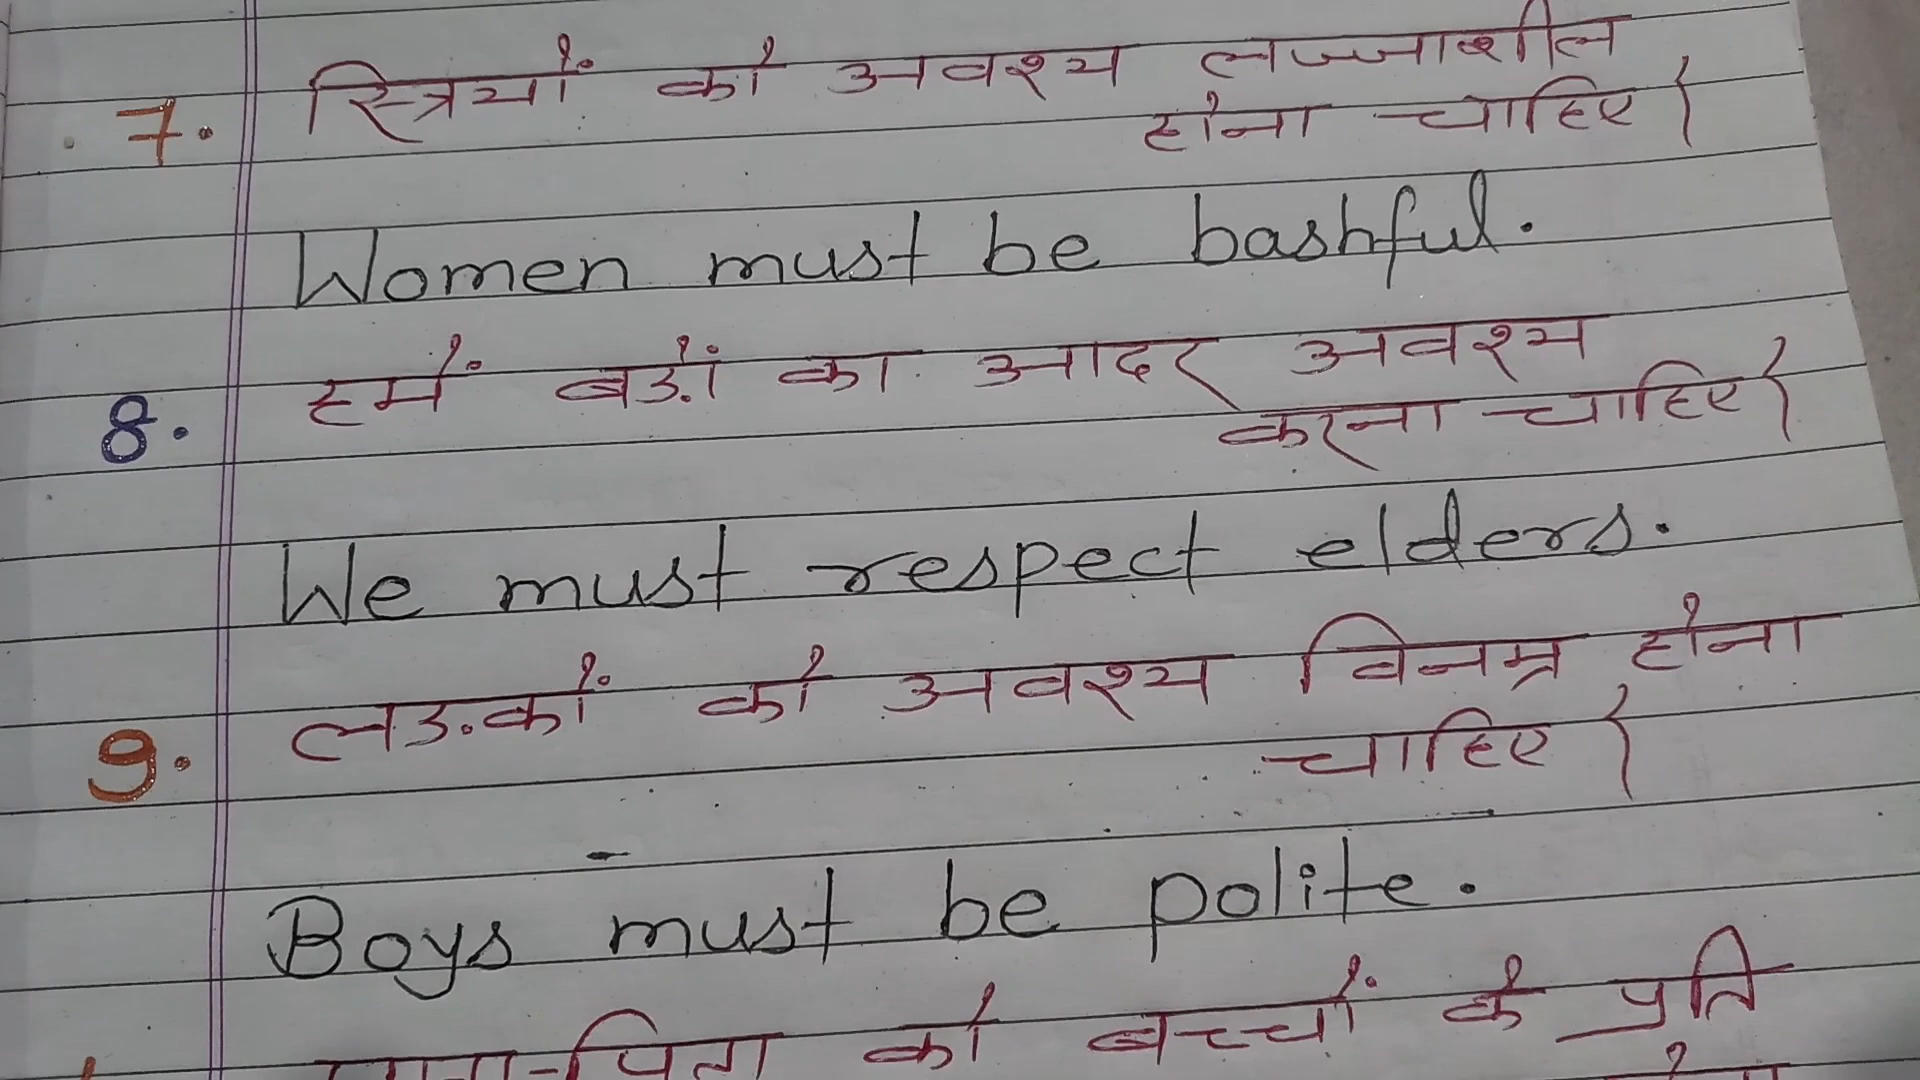 7. स्त्रियों को अवश्य लज्जाशील
होना चाहिए।
Women must be bashful.
8. हमें बड़ों का आदर अवश्य
करना चाहिए।
We must respect elders.
9. लड़कों को अवश्य विनम्र होना
चाहिए।
Boys must be polite.
माता-पिता को बच्चों के प्रति